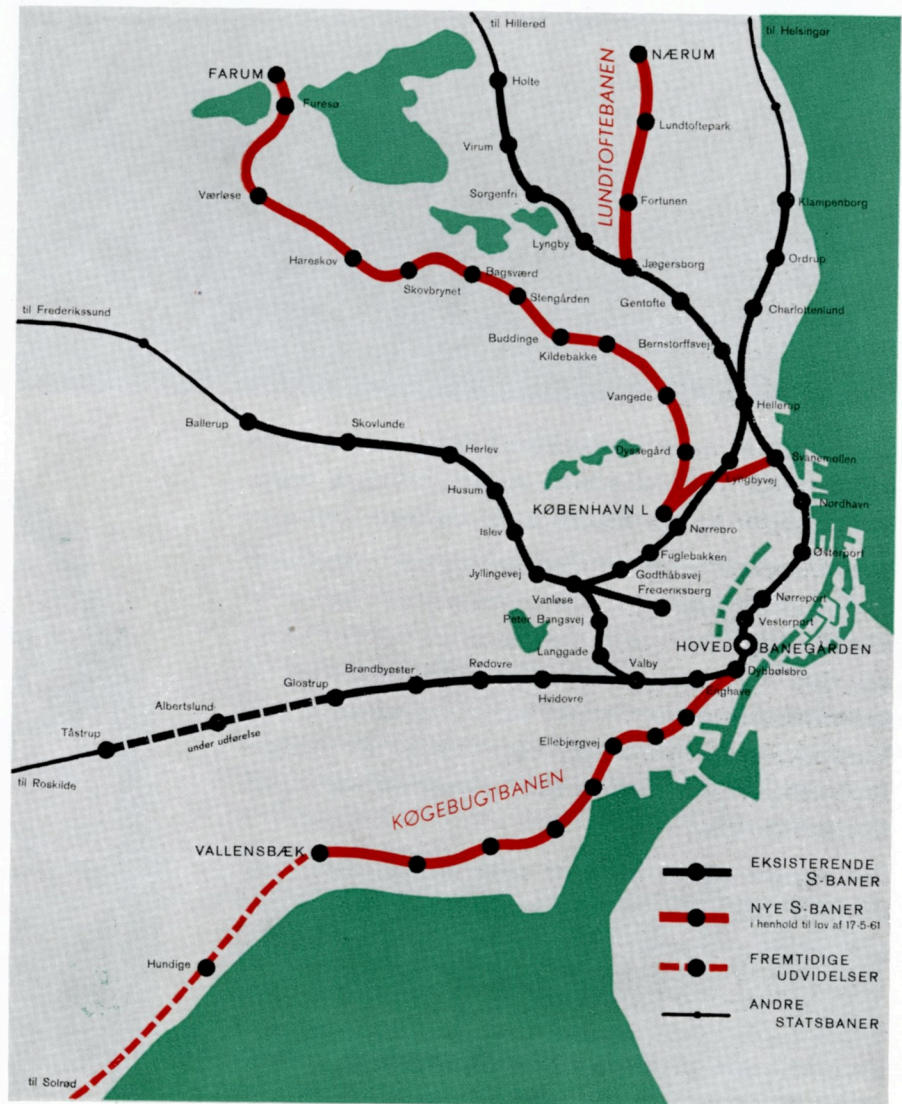 til Hillerød
til Helsingør
FARUM
NÆRUM
LUNDTOFTEBANEN
Holte
Furesø
Lundtoftepark
Virum
Værløse
Sorgenfri
Fortunen
Klampenborg
Lyngby
Hareskov
Jægersborg
Ordrup
Bagsværd
Skovbrynet
Stengården
Gentofte
Charlottenlund
til Frederikssund
Buddinge
Bernstorffsvej
Kildebakke
Vangede
Hellerup
Ballerup
Skovlunde
Herlev
Dyssegård
Svanemøllen
Lyngbyvej
Husum
KØBENHAVN L
Nordhavn
Islev
Nørrebro
Fuglebakken
Østerport
Jyllingevej
Godthåbsvej
Vanløse
Frederiksberg
Nørreport
Peter Bangsvej
Vesterport
Langgade
HOVED BANEGÅRDEN
Valby
Dybbølsbro
Brøndbyøster
Rødovre
Glostrup
Hvidovre
Enghave
Albertslund
Tåstrup
under udførelse
Ellebjergvej
til Roskilde
KØGEBUGTBANEN
VALLENSBÆK
EKSISTERENDE
S-BANER
NYE S-BANER
i henhold til lov af 17-5-61
Hundige
FREMTIDIGE
UDVIDELSER
ANDRE
STATSBANER
til Solrød